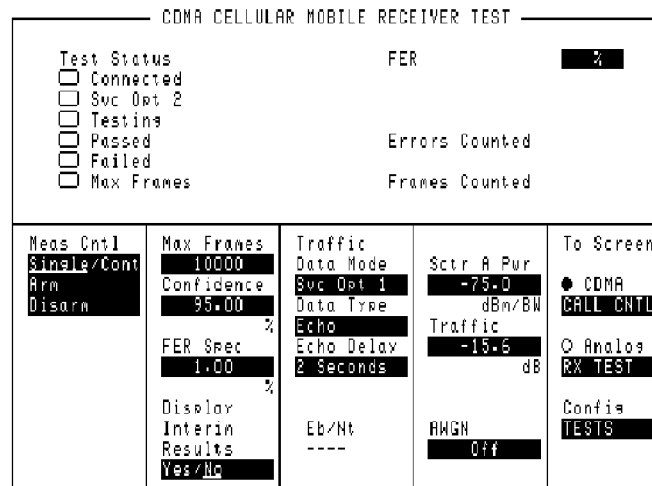 CDMA CELLULAR MOBILE RECEIVER TEST
Test Status
FER
%
Connected
Svc Opt 2
Testing
Passed
Errors Counted
Failed
Max Frames
Frames Counted
Meas Cntl
Single/Cont
Arm
Disarm
Max Frames
10000
Confidence
95.00
%
FER Spec
1.00
%
Display
Interim
Results
Yes/No
Traffic
Data Mode
Svc Opt 1
Data Type
Echo
Echo Delay
2 Seconds
Eb/Nt
----
Sctr A Pwr
-75.0
dBm/BW
Traffic
-15.6
dB
AWGN
Off
To Screen
CDMA
CALL CNTL
Analog
RX TEST
Config
TESTS